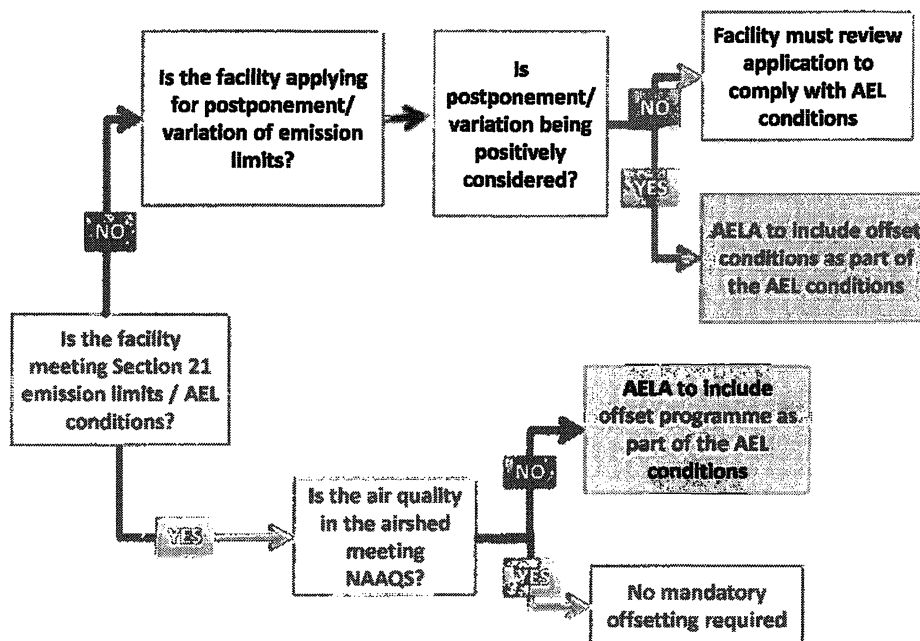 Is the facility applying
for postponement/
variation of emission
limits?
Is
postponement/
variation being
positively
considered?
NO
Facility must review
application to
comply with AEL
conditions
YES
AELA to include offset
conditions as part of
the AEL conditions
NO
Is the facility
meeting Section 21
emission limits / AEL
conditions?
YES
Is the air quality
in the airshed
meeting
NAAQS?
NO
AELA to include
offset programme as
part of the AEL
conditions
YES
No mandatory
offsetting required